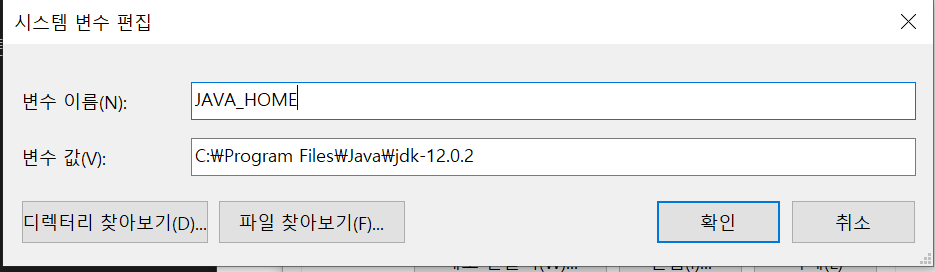 시스템 변수 편집
변수 이름(N):
JAVA_HOME
변수 값(V):
C:₩Program Files₩Java₩jdk-12.0.2
디렉터리 찾아보기(D)...
파일 찾아보기(F)...
확인
취소